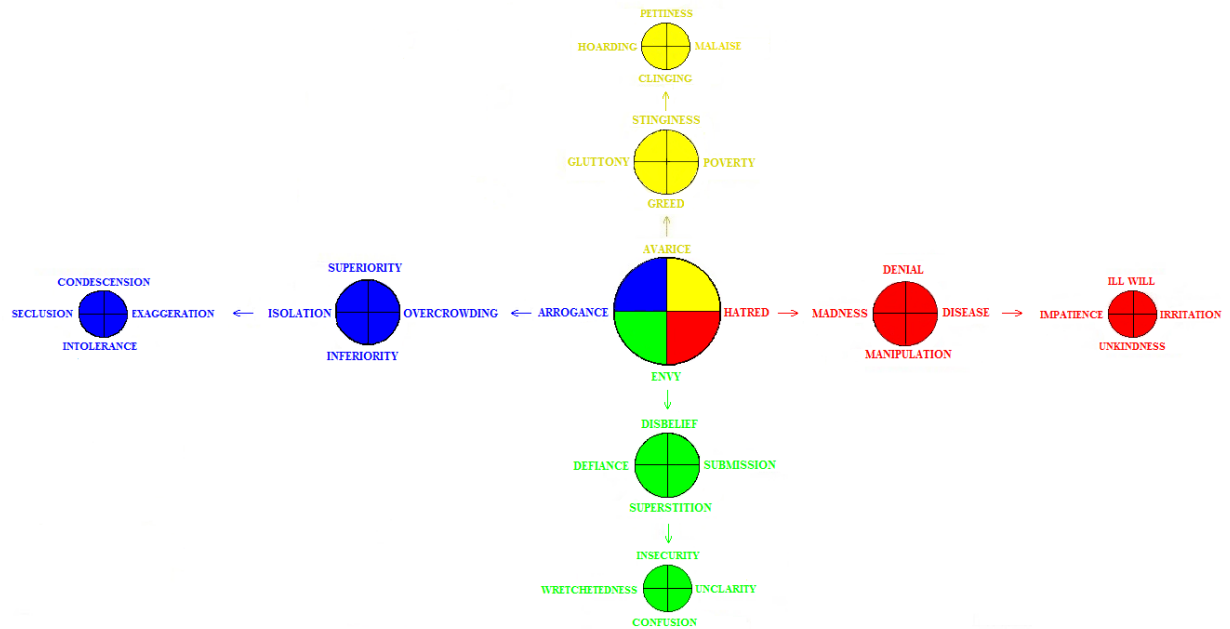 PETTINESS
HOARDING MALAISE
CLINGING
STINGINESS
GLUTTONY POVERTY
GREED
AVARICE
SUPERIORITY DENIAL
CONDESCENSION ILL WILL
SECLUSION EXAGGERATION ISOLATION OVERCROWDING ARROGANCE HATRED MADNESS DISEASE IMPATIENCE IRRITATION
INTOLERANCE UNKINDNESS
INFERIORITY MANIPULATION
ENVY
DISBELIEF
DEFIANCE SUBMISSION
SUPERSTITION
INSECURITY
WRETCHETEDNESS UNCLARITY
CONFUSION